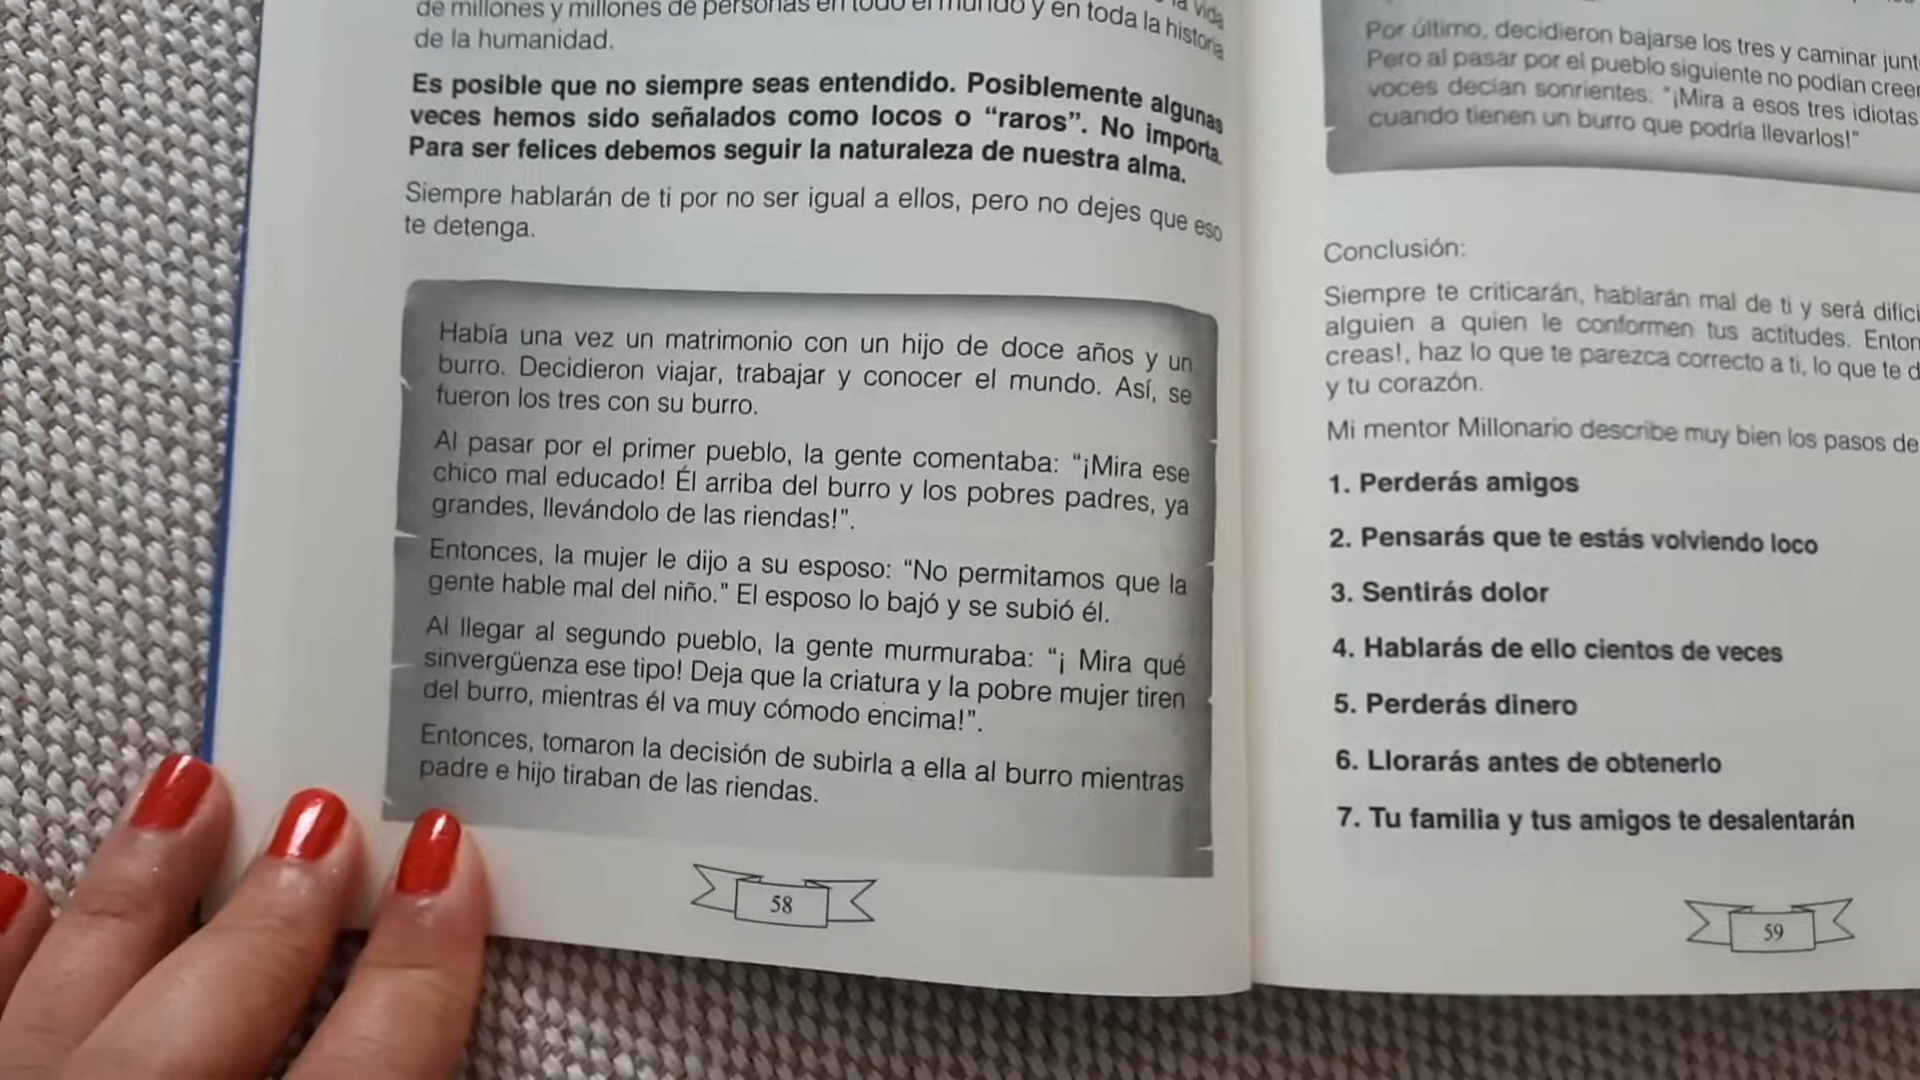 de millones y millones de personas en todo el mundo y en toda la historia
la vida
de la humanidad.
Es posible que no siempre seas entendido. Posiblemente algunas
veces hemos sido señalados como locos o “raros”. No importa.
Para ser felices debemos seguir la naturaleza de nuestra alma.
Siempre hablarán de ti por no ser igual a ellos, pero no dejes que eso
te detenga.
Había una vez un matrimonio con un hijo de doce años y un
burro. Decidieron viajar, trabajar y conocer el mundo. Así, se
fueron los tres con su burro.
Al pasar por el primer pueblo, la gente comentaba: “¡Mira ese
chico mal educado! Él arriba del burro y los pobres padres, ya
grandes, llevándolo de las riendas!”.
Entonces, la mujer le dijo a su esposo: “No permitamos que la
gente hable mal del niño.” El esposo lo bajó y se subió él.
Al llegar al segundo pueblo, la gente murmuraba: “¡ Mira qué
sinvergüenza ese tipo! Deja que la criatura y la pobre mujer tiren
del burro, mientras él va muy cómodo encima!”.
Entonces, tomaron la decisión de subirla a ella al burro mientras
padre e hijo tiraban de las riendas.
58
Por último, decidieron bajarse los tres y caminar
Pero al pasar por el pueblo siguiente no podían
voces decían sonrientes: “¡Mira a esos tres idiotas
cuando tienen un burro que podría llevarlos!”
Conclusión:
Siempre te criticarán, hablarán mal de ti y será
alguien a quien le conformen tus actitudes.
creas!, haz lo que te parezca correcto a ti, lo que te
y tu corazón.
Mi mentor Millonario describe muy bien los pasos de
1. Perderás amigos
2. Pensarás que te estás volviendo loco
3. Sentirás dolor
4. Hablarás de ello cientos de veces
5. Perderás dinero
6. Llorarás antes de obtenerlo
7. Tu familia y tus amigos te desalentarán
59